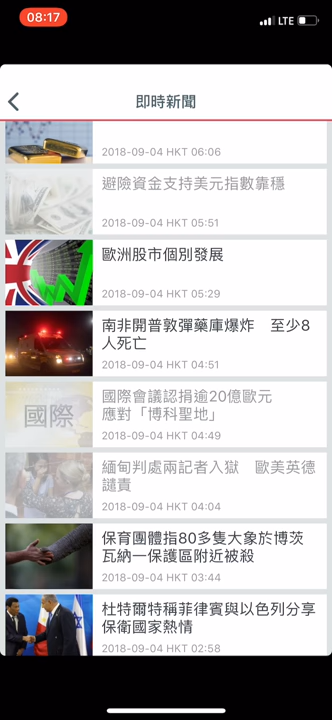 08:17
LTE
即時新聞
2018-09-04 HKT 06:06
避險資金支持美元指數靠穩
2018-09-04 HKT 05:51
歐洲股市個別發展
2018-09-04 HKT 05:29
南非開普敦彈藥庫爆炸　至少8
人死亡
2018-09-04 HKT 04:51
國際
國際會議認捐逾20億歐元
應對「博科聖地」
2018-09-04 HKT 04:49
緬甸判處兩記者入獄　歐美英德
譴責
2018-09-04 HKT 04:04
保育團體指80多隻大象於博茨
瓦納一保護區附近被殺
2018-09-04 HKT 03:44
杜特爾特稱菲律賓與以色列分享
保衛國家熱情
2018-09-04 HKT 02:58